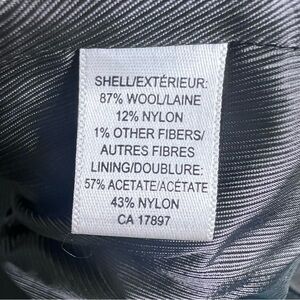 SHELL/EXTÉRIEUR:
87% WOOL/LAINE
12% NYLON
1% OTHER FIBERS/
AUTRES FIBRES
LINING/DOUBLURE:
57% ACETATE/ACÉTATE
43% NYLON
CA 17897